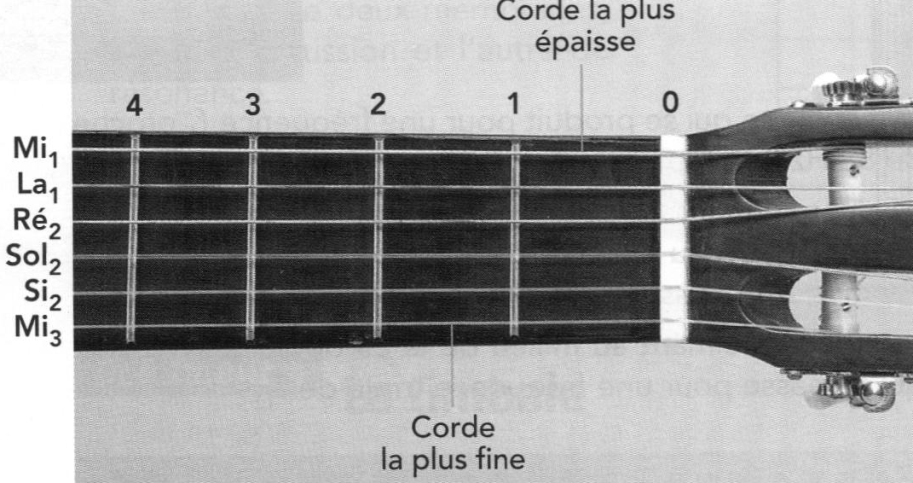 Corde la plus
épaisse
4 3 2 1 0
Mi₁
La₁
Ré₂
Sol₂
Si₂
Mi₃
Corde
la plus fine